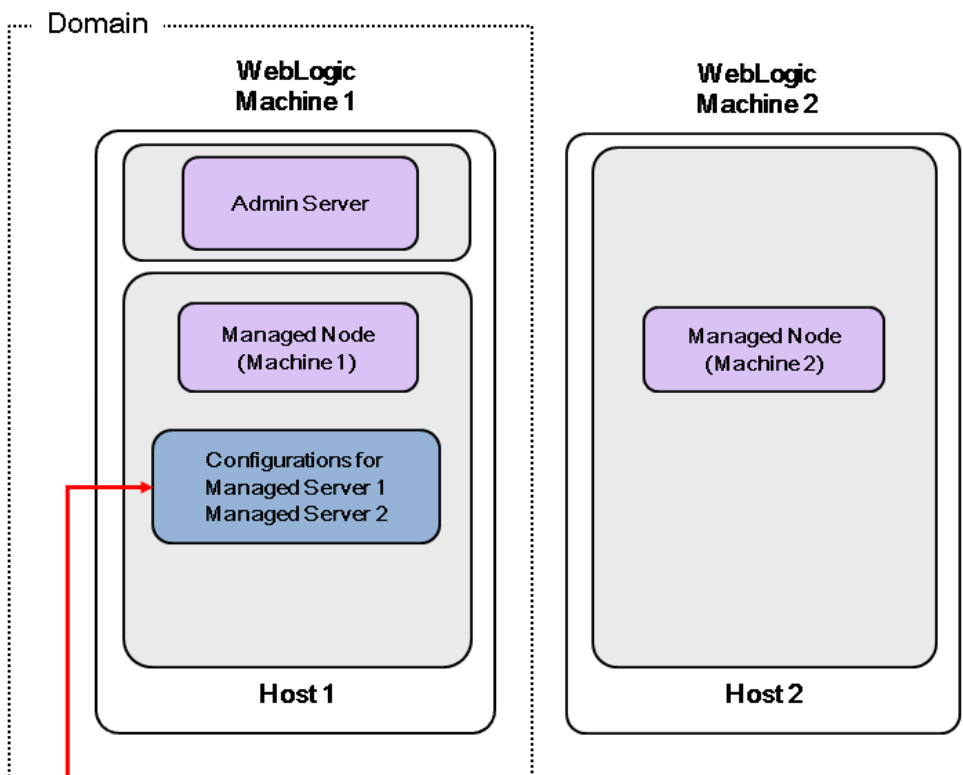 Domain
WebLogic
Machine 1
Admin Server
Managed Node
(Machine 1)
Configurations for
Managed Server 1
Managed Server 2
Host 1
WebLogic
Machine 2
Managed Node
(Machine 2)
Host 2